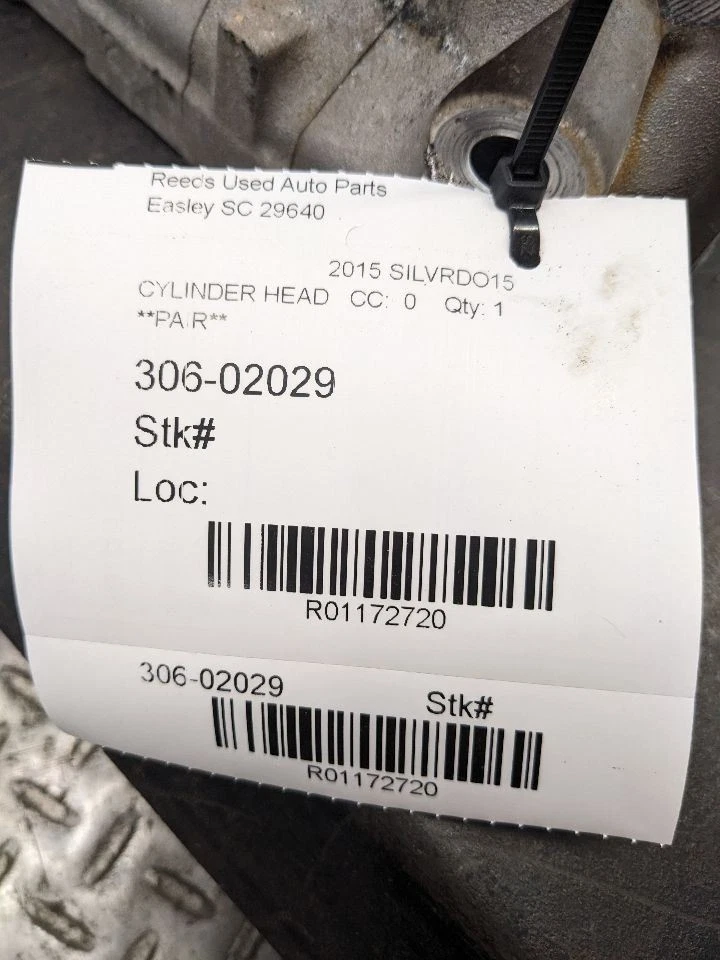 Reeds Used Auto Parts
Easley SC 29640
2015 SILVRDO15
CYLINDER HEAD CC: 0 Qty: 1
**PAIR**
306-02029
Stk#
Loc:
R01172720
306-02029 Stk#
R01172720